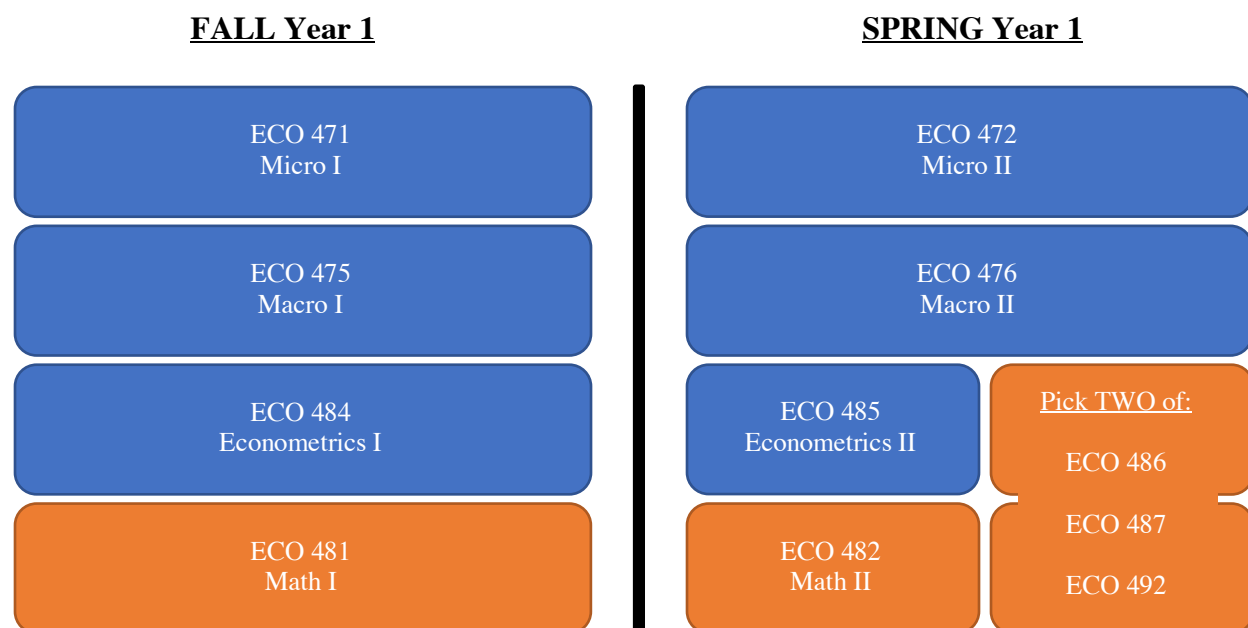 FALL Year 1
SPRING Year 1
ECO 471
Micro I
ECO 472
Micro II
ECO 475
Macro I
ECO 476
Macro II
ECO 484
Econometrics I
ECO 485
Econometrics II
Pick TWO of:
ECO 486
ECO 487
ECO 492
ECO 481
Math I
ECO 482
Math II